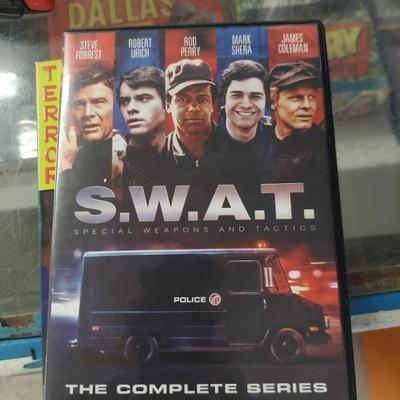 DALLAS
TERROR
STEVE FORREST
ROBERT URICH
ROD PERRY
MARK SHERA
JAMES COLEMAN
S.W.A.T.
SPECIAL WEAPONS AND TACTICS
POLICE
THE COMPLETE SERIES